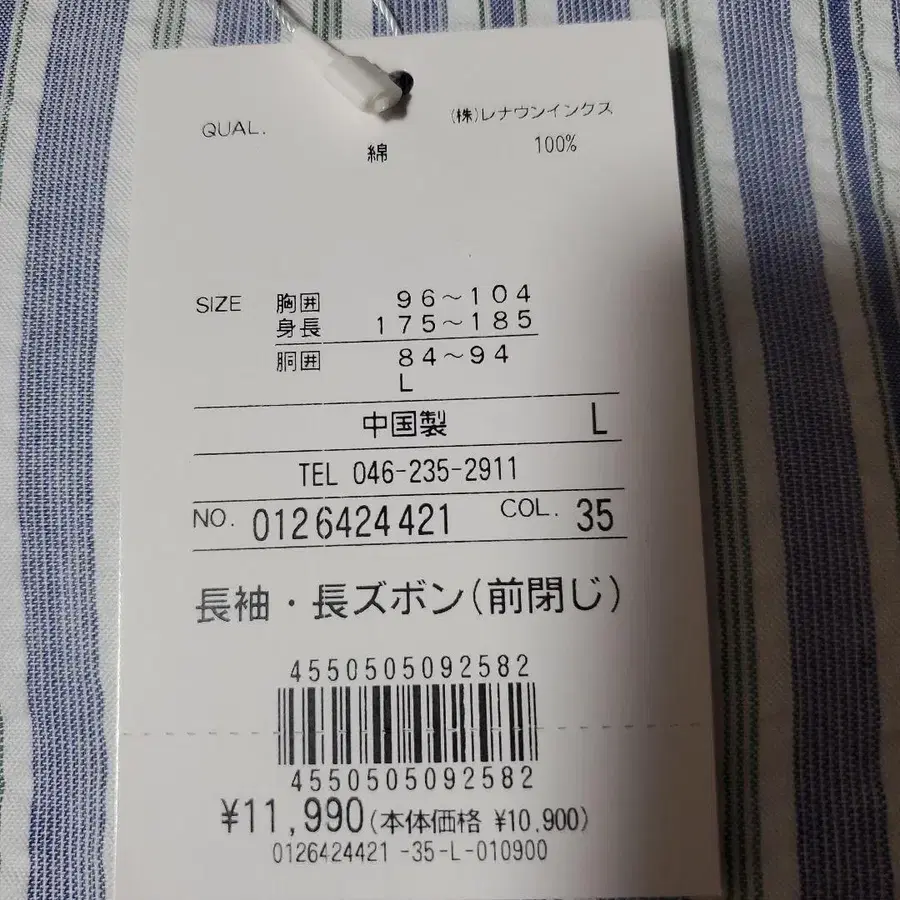 QUAL. (株)レナウンインクス
綿 100%
SIZE 胸囲 96～104
身長 175～185
胴囲 84～94
L
中国製 L
TEL 046-235-2911
NO. 0126424421 COL. 35
長袖・長ズボン(前閉じ)
4550505092582
4550505092582
¥11,990(本体価格 ¥10,900)
0126424421 -35-L-010900